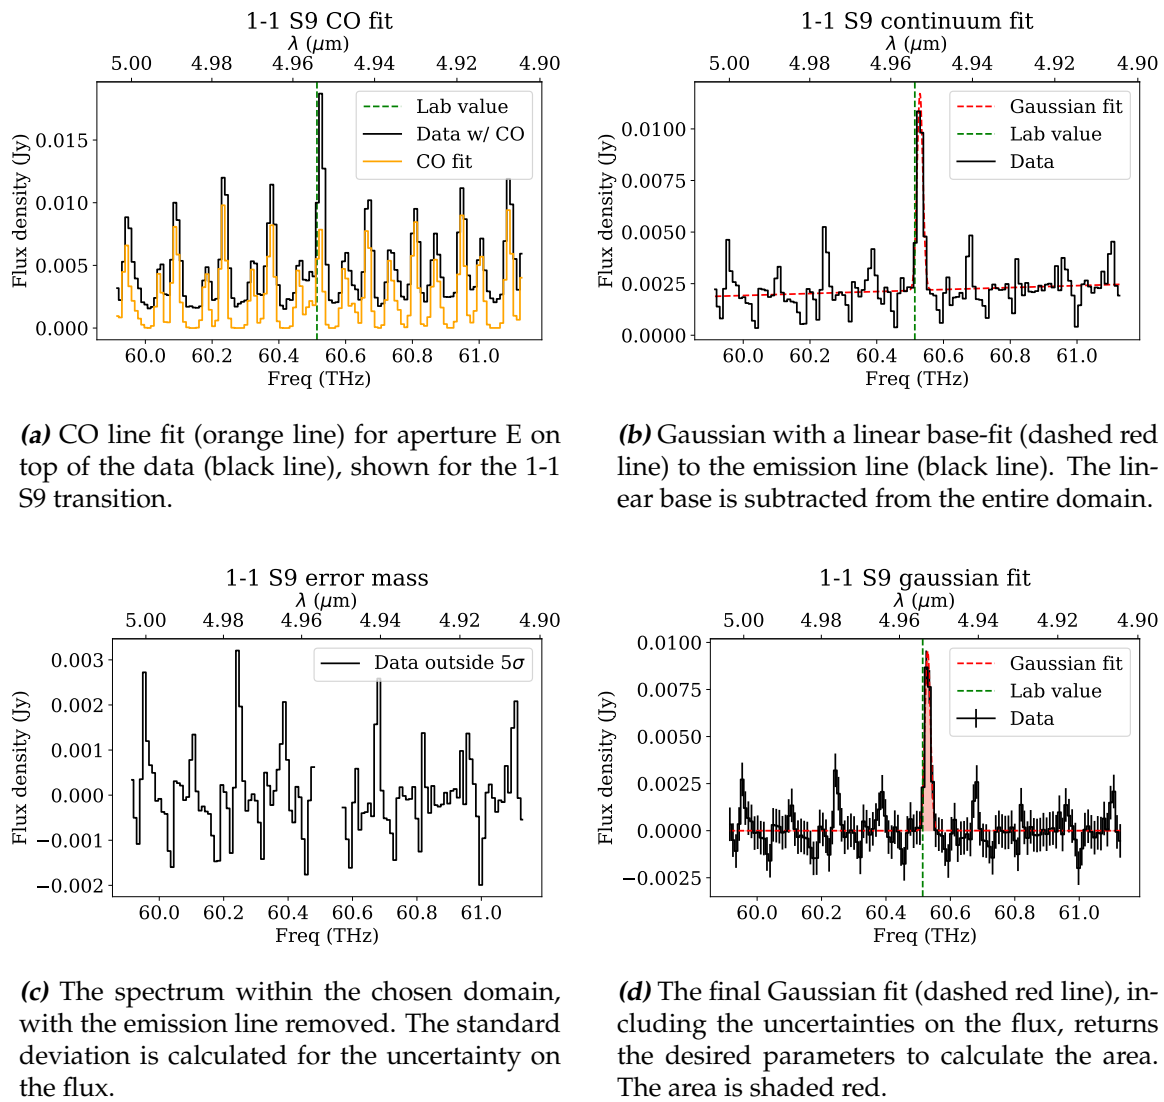 1-1 S9 CO fit
λ (μm)
5.00 4.98 4.96 4.94 4.92 4.90
Flux density (Jy)
0.015
0.010
0.005
0.000
Lab value
Data w/ CO
CO fit
60.0 60.2 60.4 60.6 60.8 61.0
Freq (THz)
(a) CO line fit (orange line) for aperture E on
top of the data (black line), shown for the 1-1
S9 transition.
1-1 S9 continuum fit
λ (μm)
5.00 4.98 4.96 4.94 4.92 4.90
Flux density (Jy)
0.0100
0.0075
0.0050
0.0025
0.0000
Gaussian fit
Lab value
Data
60.0 60.2 60.4 60.6 60.8 61.0
Freq (THz)
(b) Gaussian with a linear base-fit (dashed red
line) to the emission line (black line). The lin-
ear base is subtracted from the entire domain.
1-1 S9 error mass
λ (μm)
5.00 4.98 4.96 4.94 4.92 4.90
Flux density (Jy)
0.003
0.002
0.001
0.000
−0.001
−0.002
Data outside 5σ
60.0 60.2 60.4 60.6 60.8 61.0
Freq (THz)
(c) The spectrum within the chosen domain,
with the emission line removed. The standard
deviation is calculated for the uncertainty on
the flux.
1-1 S9 gaussian fit
λ (μm)
5.00 4.98 4.96 4.94 4.92 4.90
Flux density (Jy)
0.0100
0.0075
0.0050
0.0025
0.0000
−0.0025
Gaussian fit
Lab value
Data
60.0 60.2 60.4 60.6 60.8 61.0
Freq (THz)
(d) The final Gaussian fit (dashed red line), in-
cluding the uncertainties on the flux, returns
the desired parameters to calculate the area.
The area is shaded red.